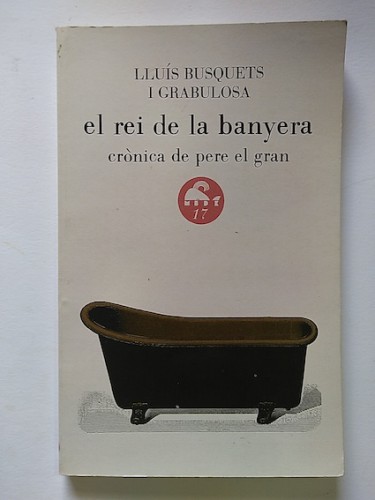 LLUÍS BUSQUETS
I GRABULOSA
el rei de la banyera
crònica de pere el gran
17